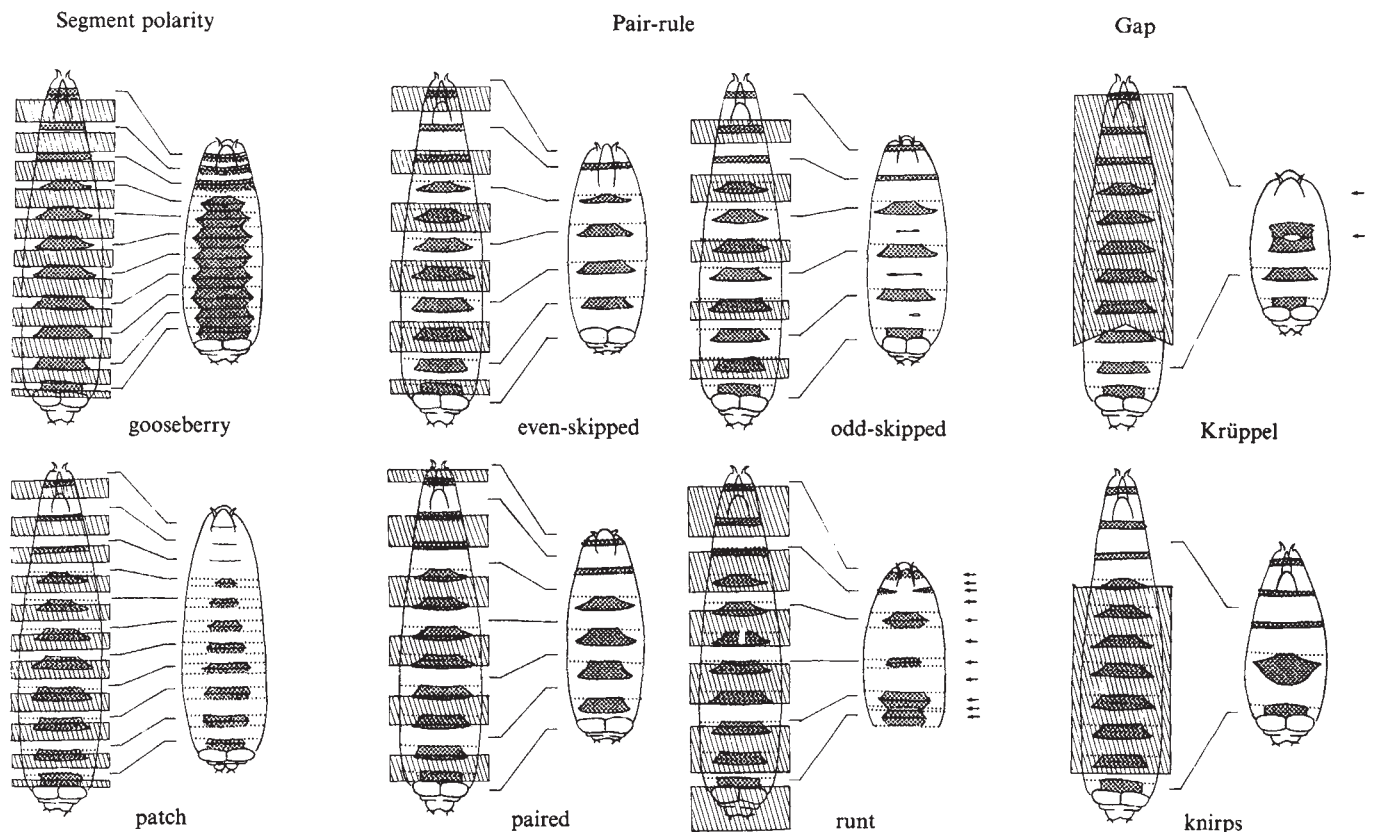 Segment polarity
Pair-rule
Gap
gooseberry
even-skipped
odd-skipped
Krüppel
patch
paired
runt
knirps